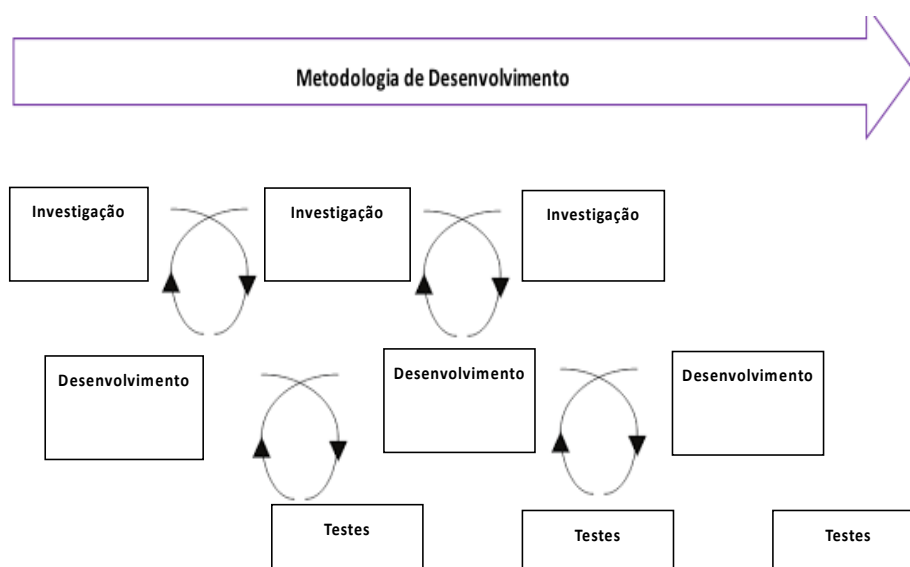 Metodologia de Desenvolvimento
Investigação
Investigação
Investigação
Desenvolvimento
Desenvolvimento
Desenvolvimento
Testes
Testes
Testes